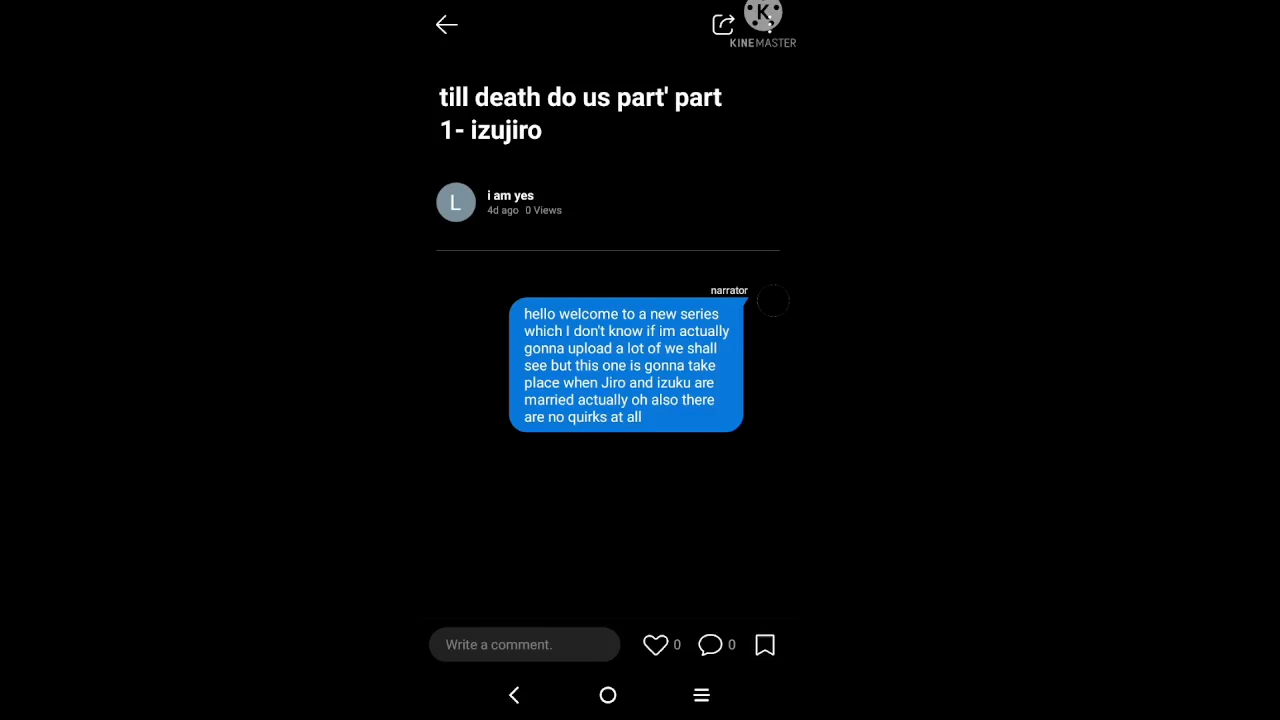 K
KINEMASTER
till death do us part' part
1- izujiro
L
i am yes
4d ago 0 Views
narrator
hello welcome to a new series
which I don't know if im actually
gonna upload a lot of we shall
see but this one is gonna take
place when Jiro and izuku are
married actually oh also there
are no quirks at all
Write a comment.
0
0